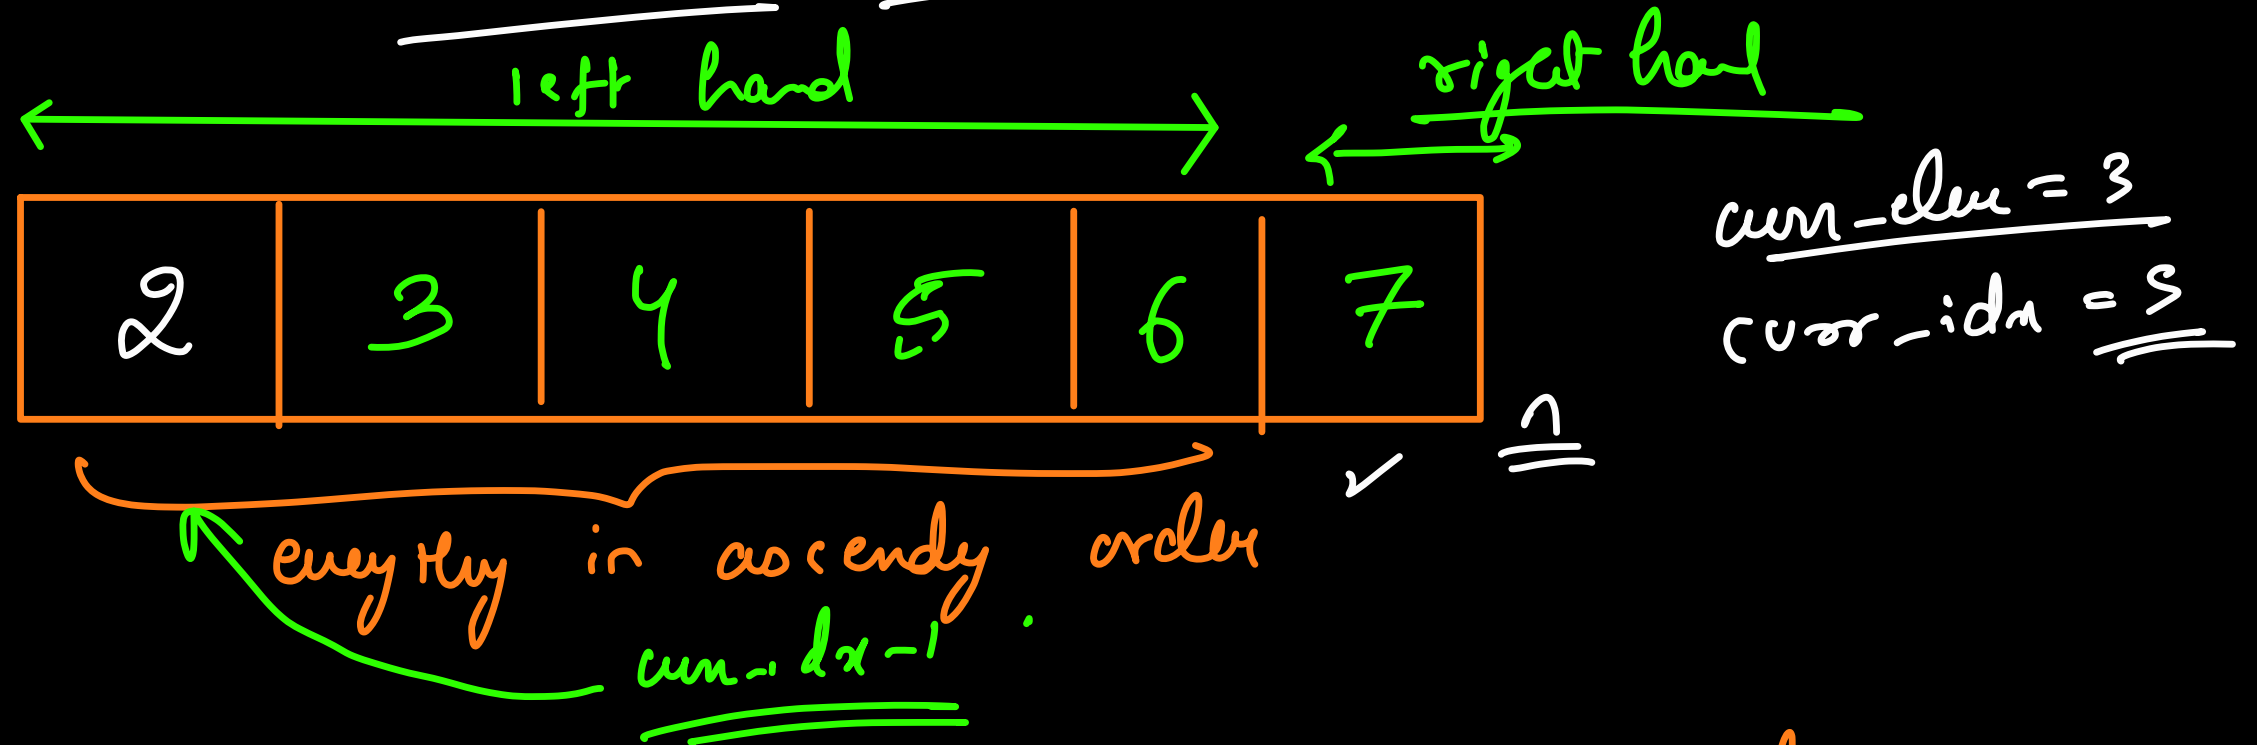 left hand
right hand
curr_elem = 3
curr_idx = 5
2 3 4 5 6 7
n
everything in ascending order
curr_idx-1